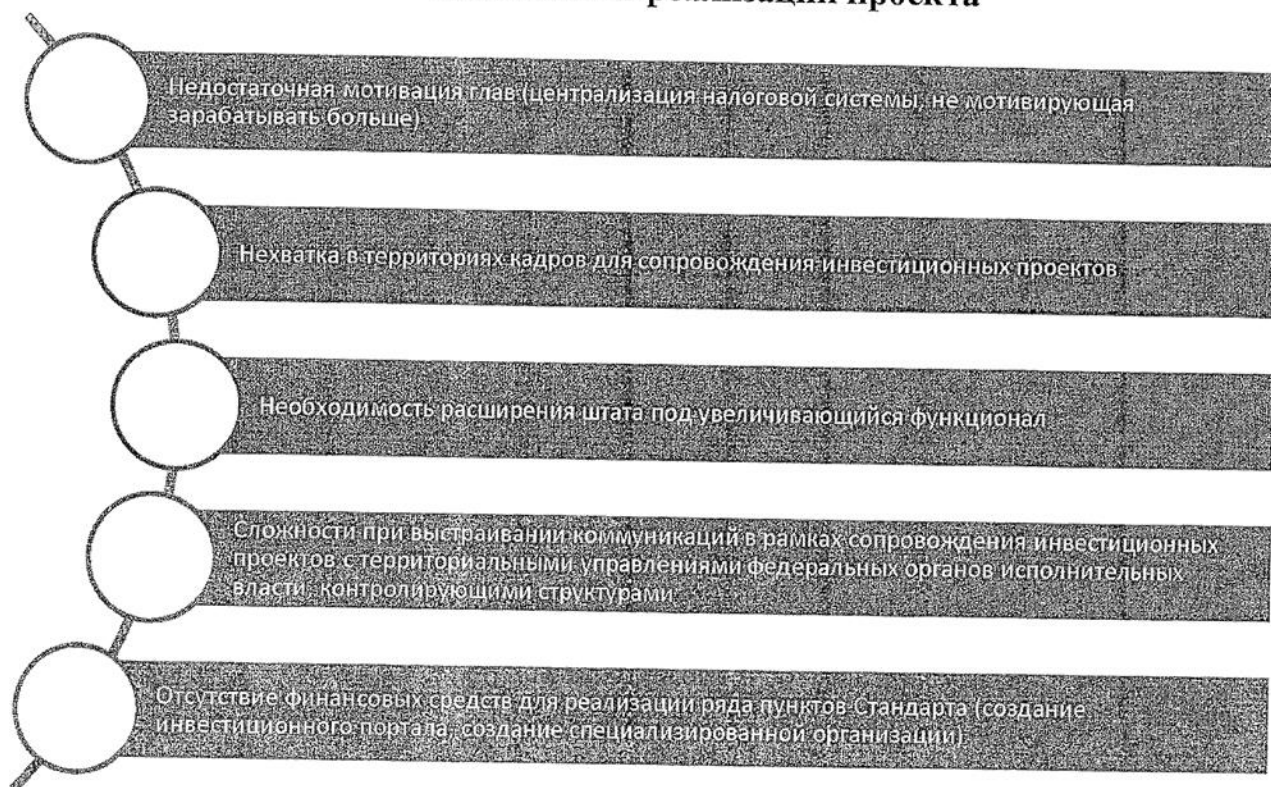 реализации проекта
Недостаточная мотивация глав (централизация налоговой системы, не мотивирующая
зарабатывать больше)
Нехватка в территориях кадров для сопровождения инвестиционных проектов
Необходимость расширения штата под увеличивающийся функционал
Сложности при выстраивании коммуникаций в рамках сопровождения инвестиционных
проектов с территориальными управлениями федеральных органов исполнительных
власти, контролирующими структурами
Отсутствие финансовых средств для реализации ряда пунктов Стандарта (создание
инвестиционного портала, создание специализированной организации)